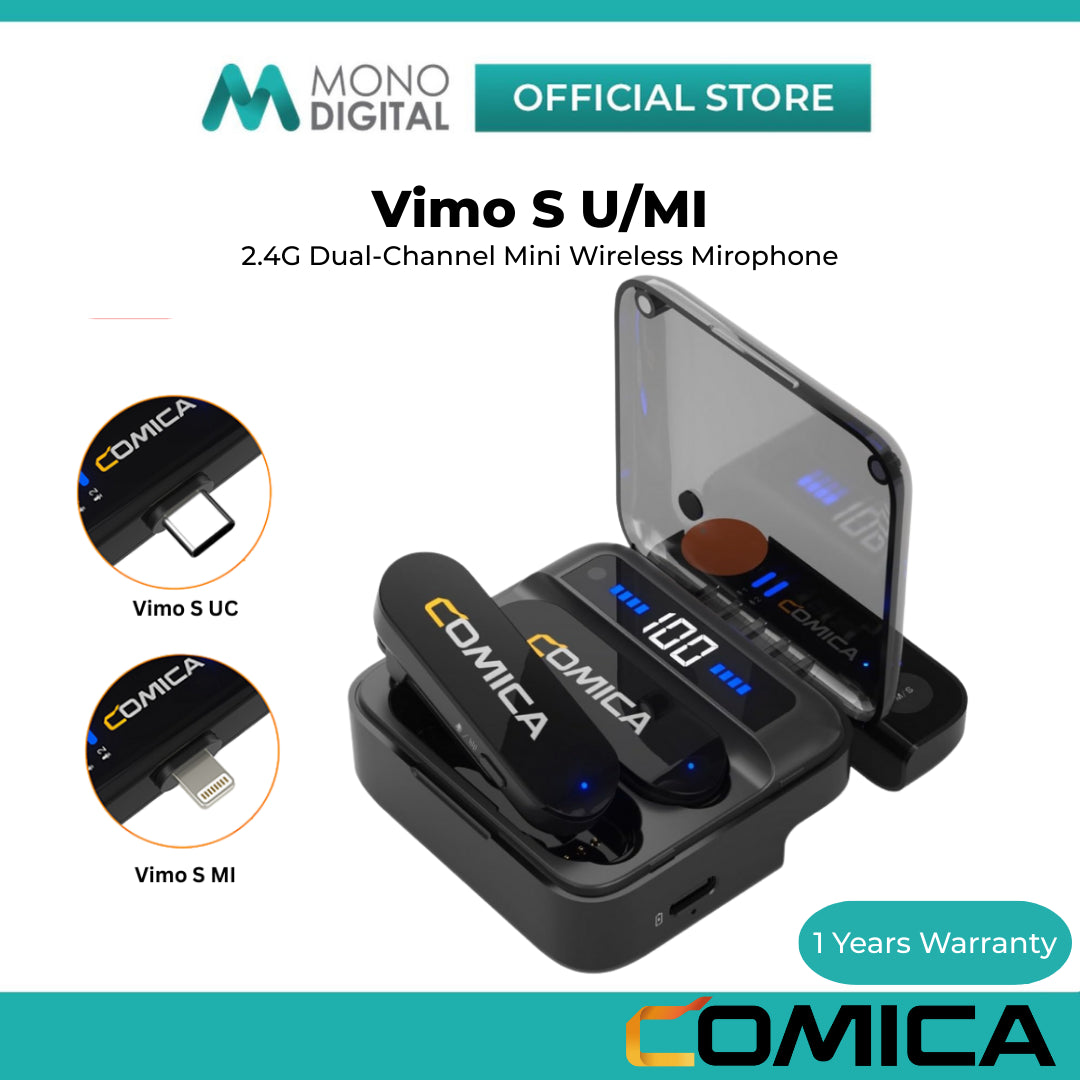 MONO
DIGITAL
OFFICIAL STORE
Vimo S U/MI
2.4G Dual-Channel Mini Wireless Mirophone
COMICA
Vimo S UC
COMICA
Vimo S MI
COMICA
COMICA
100
COMICA
M/S
1 Years Warranty
COMICA